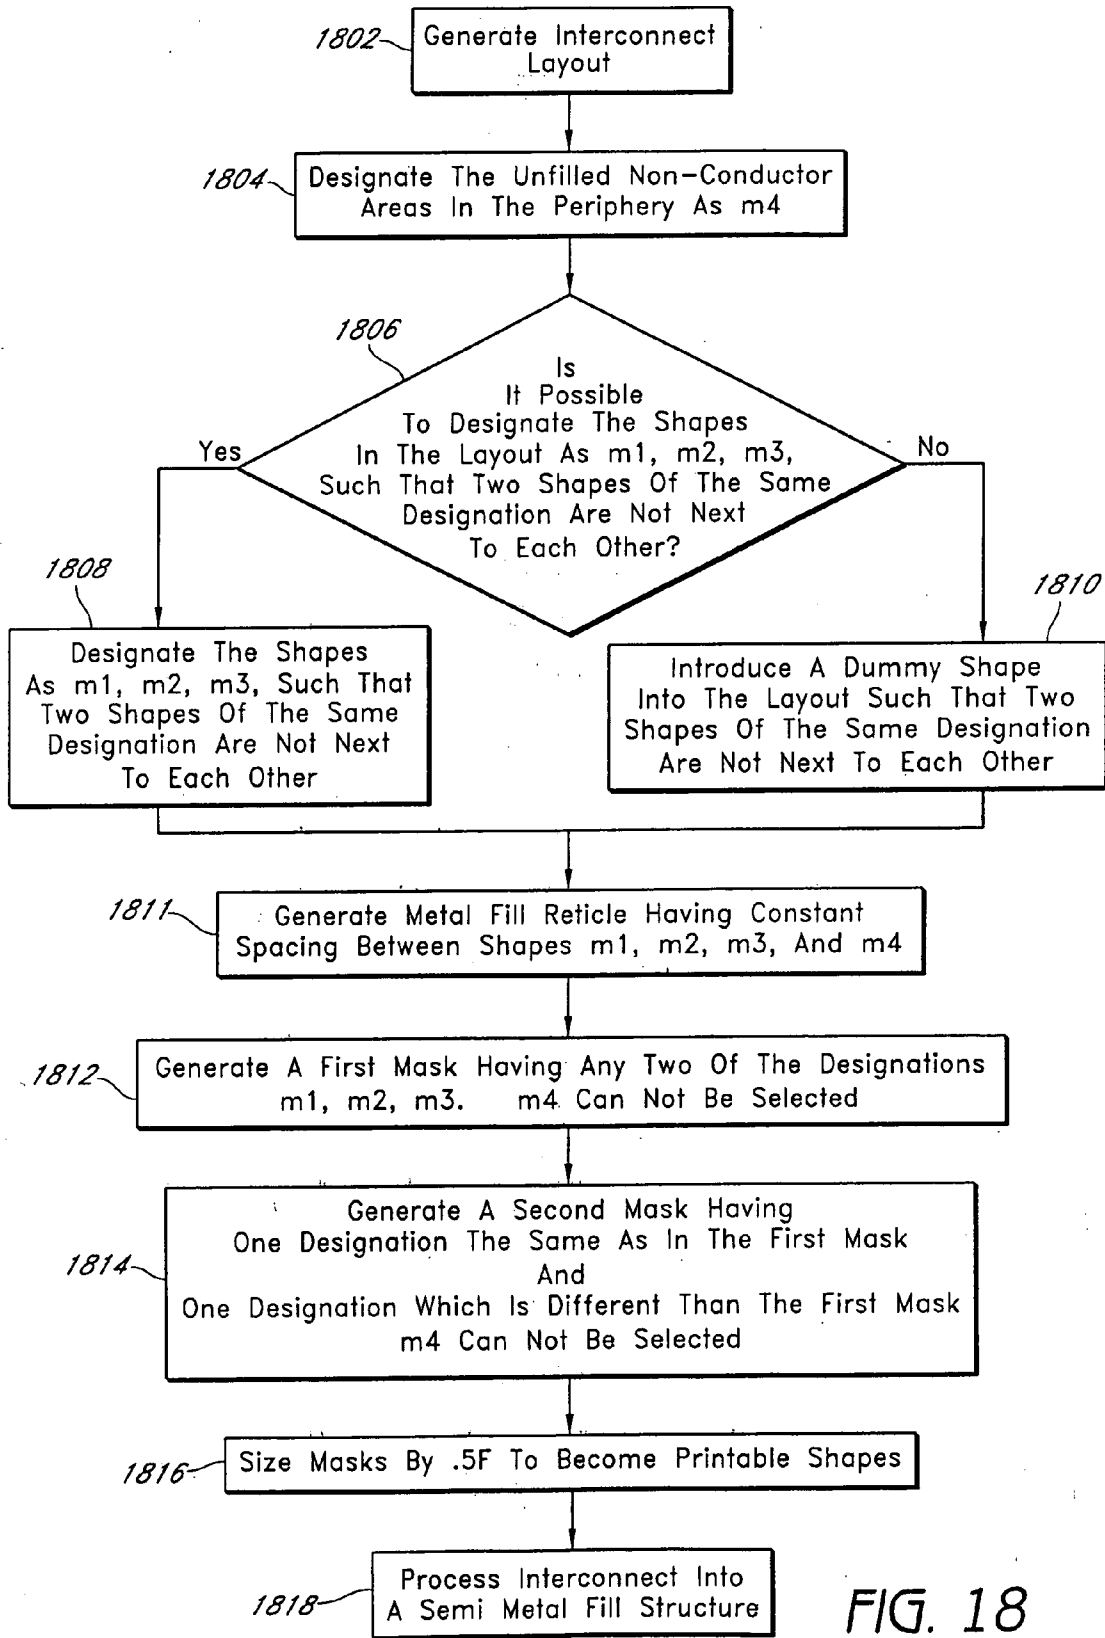 1802
Generate Interconnect
Layout
1804
Designate The Unfilled Non-Conductor
Areas In The Periphery As m4
1806
Is
It Possible
To Designate The Shapes
In The Layout As m1, m2, m3,
Such That Two Shapes Of The Same
Designation Are Not Next
To Each Other?
Yes
No
1808
Designate The Shapes
As m1, m2, m3, Such That
Two Shapes Of The Same
Designation Are Not Next
To Each Other
1810
Introduce A Dummy Shape
Into The Layout Such That Two
Shapes Of The Same Designation
Are Not Next To Each Other
1811
Generate Metal Fill Reticle Having Constant
Spacing Between Shapes m1, m2, m3, And m4
1812
Generate A First Mask Having Any Two Of The Designations
m1, m2, m3. m4 Can Not Be Selected
1814
Generate A Second Mask Having
One Designation The Same As In The First Mask
And
One Designation Which Is Different Than The First Mask
m4 Can Not Be Selected
1816
Size Masks By .5F To Become Printable Shapes
1818
Process Interconnect Into
A Semi Metal Fill Structure
FIG. 18